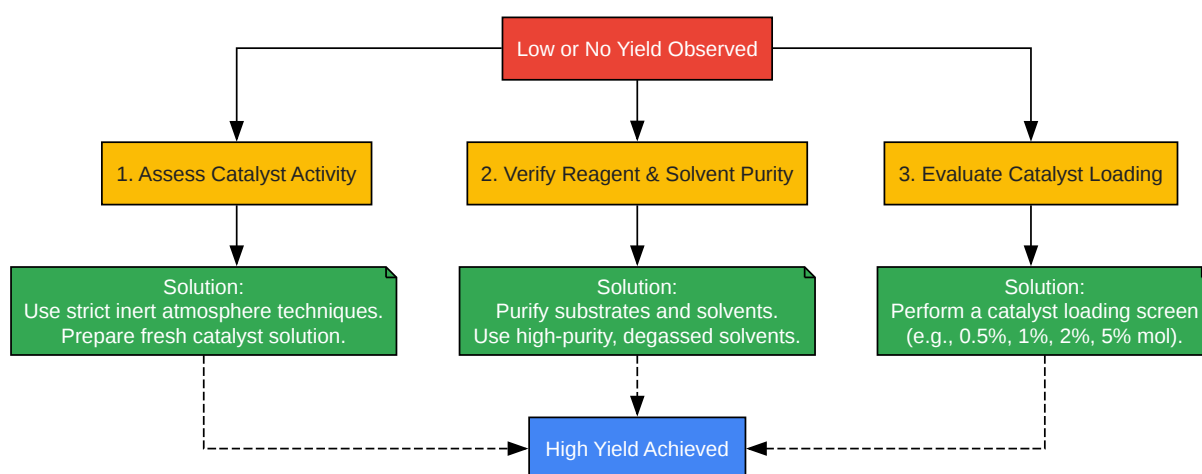 Low or No Yield Observed
1. Assess Catalyst Activity
2. Verify Reagent & Solvent Purity
3. Evaluate Catalyst Loading
Solution:
Use strict inert atmosphere techniques.
Prepare fresh catalyst solution.
Solution:
Purify substrates and solvents.
Use high-purity, degassed solvents.
Solution:
Perform a catalyst loading screen
(e.g., 0.5%, 1%, 2%, 5% mol).
High Yield Achieved